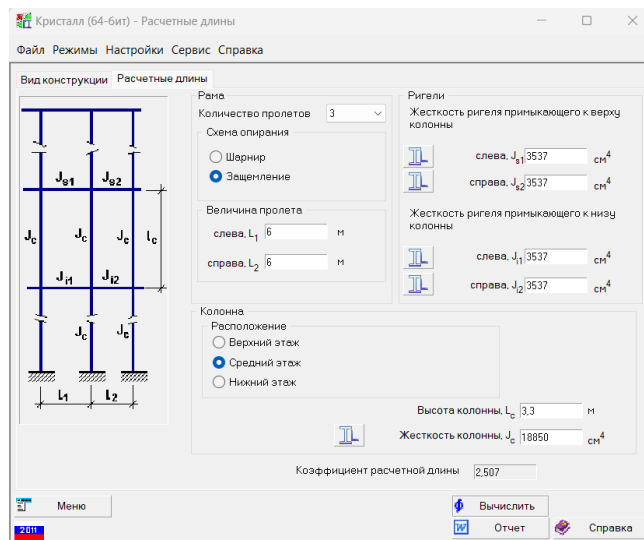 Кристалл (64-бит) - Расчетные длины
Файл Режимы Настройки Сервис Справка
Вид конструкции Расчетные длины
Js1 Js2
Jc Jc Jc lc
Ji1 Ji2
Jc Jc
L1 L2
Рама
Количество пролетов 3
Схема опирания
Шарнир
Защемление
Величина пролета
слева, L1 6 м
справа, L2 6 м
Ригели
Жесткость ригеля примыкающего к верху
колонны
слева, Js1 3537 см4
справа, Js2 3537 см4
Жесткость ригеля примыкающего к низу
колонны
слева, Ji1 3537 см4
справа, Ji2 3537 см4
Колонна
Расположение
Верхний этаж
Средний этаж
Нижний этаж
Высота колонны, Lc 3,3 м
Жесткость колонны, Jc 18850 см4
Коэффициент расчетной длины 2,507
Меню
Вычислить
2011
W Отчет Справка